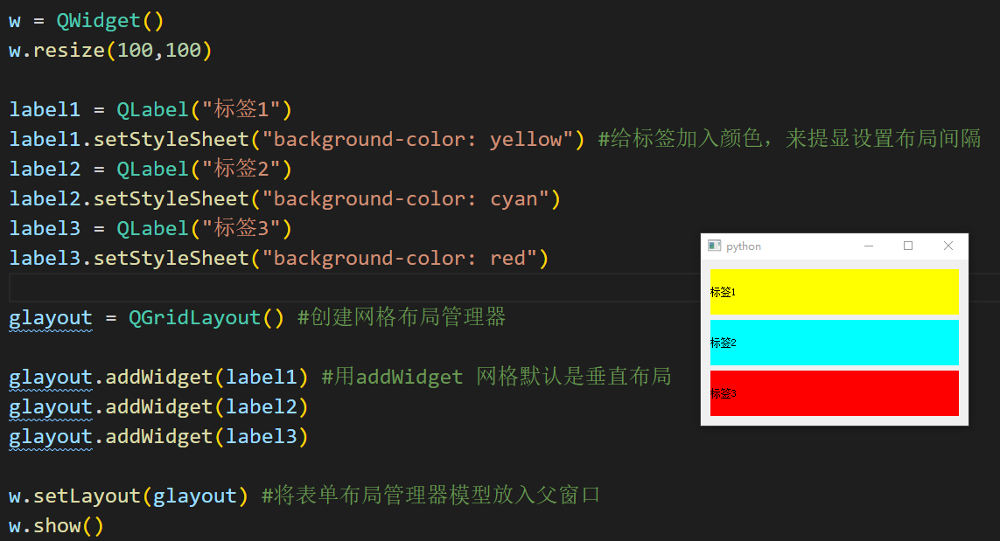 w = QWidget()
w.resize(100,100)
label1 = QLabel("标签1")
label1.setStyleSheet("background-color: yellow") #给标签加入颜色，来提显设置布局间隔
label2 = QLabel("标签2")
label2.setStyleSheet("background-color: cyan")
label3 = QLabel("标签3")
label3.setStyleSheet("background-color: red")
glayout = QGridLayout() #创建网格布局管理器
glayout.addWidget(label1) #用addWidget 网格默认是垂直布局
glayout.addWidget(label2)
glayout.addWidget(label3)
w.setLayout(glayout) #将表单布局管理器模型放入父窗口
w.show()
python
标签1
标签2
标签3